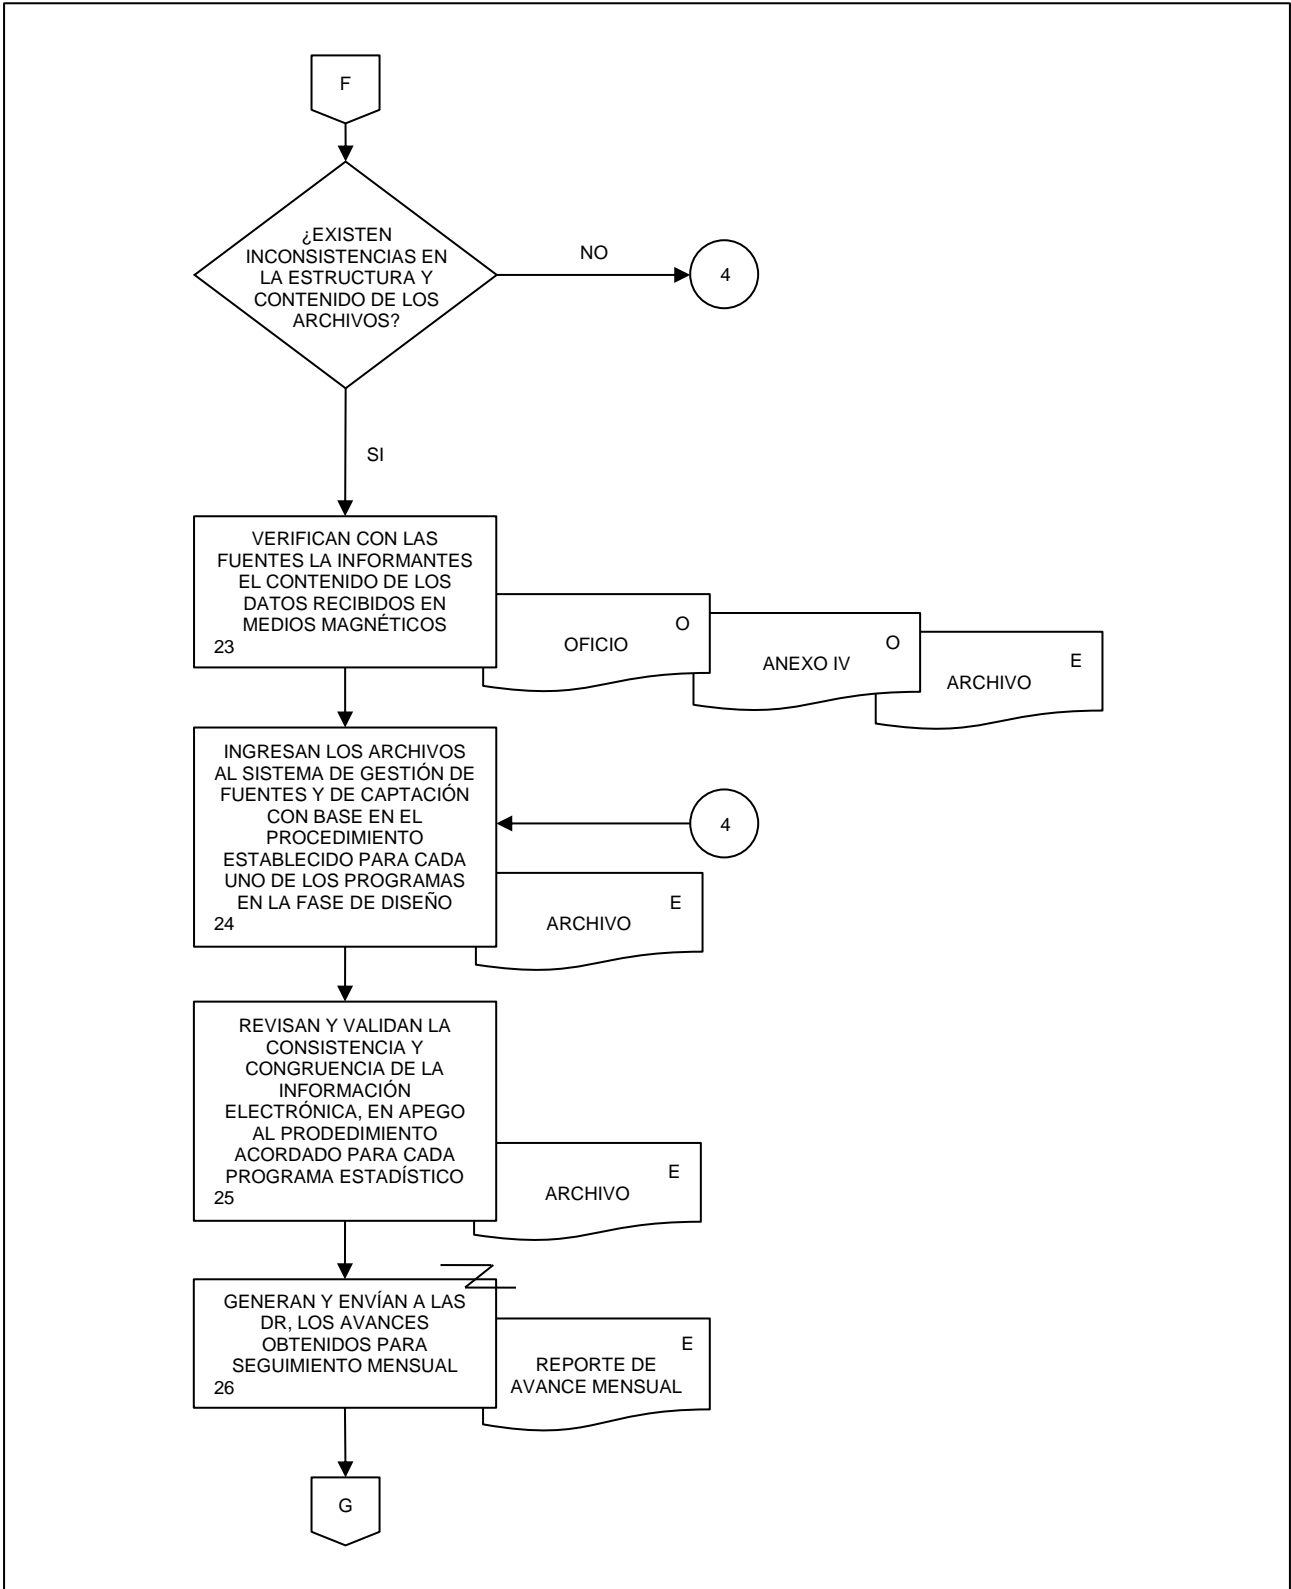 F
¿EXISTEN
INCONSISTENCIAS EN
LA ESTRUCTURA Y
CONTENIDO DE LOS
ARCHIVOS?
NO
4
SI
VERIFICAN CON LAS
FUENTES LA INFORMANTES
EL CONTENIDO DE LOS
DATOS RECIBIDOS EN
MEDIOS MAGNÉTICOS
23
O
OFICIO
O
ANEXO IV
E
ARCHIVO
INGRESAN LOS ARCHIVOS
AL SISTEMA DE GESTIÓN DE
FUENTES Y DE CAPTACIÓN
CON BASE EN EL
PROCEDIMIENTO
ESTABLECIDO PARA CADA
UNO DE LOS PROGRAMAS
EN LA FASE DE DISEÑO
24
4
E
ARCHIVO
REVISAN Y VALIDAN LA
CONSISTENCIA Y
CONGRUENCIA DE LA
INFORMACIÓN
ELECTRÓNICA, EN APEGO
AL PRODEDIMIENTO
ACORDADO PARA CADA
PROGRAMA ESTADÍSTICO
25
E
ARCHIVO
GENERAN Y ENVÍAN A LAS
DR, LOS AVANCES
OBTENIDOS PARA
SEGUIMIENTO MENSUAL
26
E
REPORTE DE
AVANCE MENSUAL
G